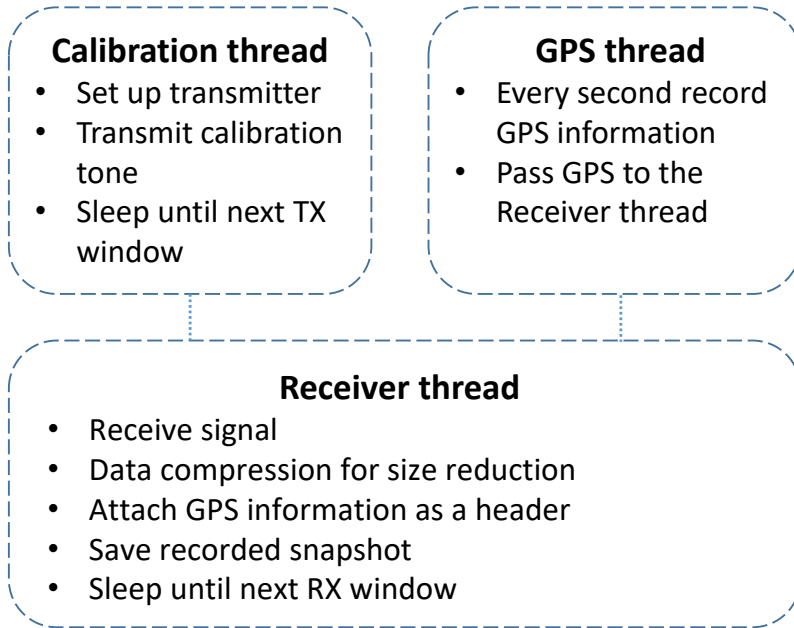 Calibration thread
• Set up transmitter
• Transmit calibration
tone
• Sleep until next TX
window
GPS thread
• Every second record
GPS information
• Pass GPS to the
Receiver thread
Receiver thread
• Receive signal
• Data compression for size reduction
• Attach GPS information as a header
• Save recorded snapshot
• Sleep until next RX window